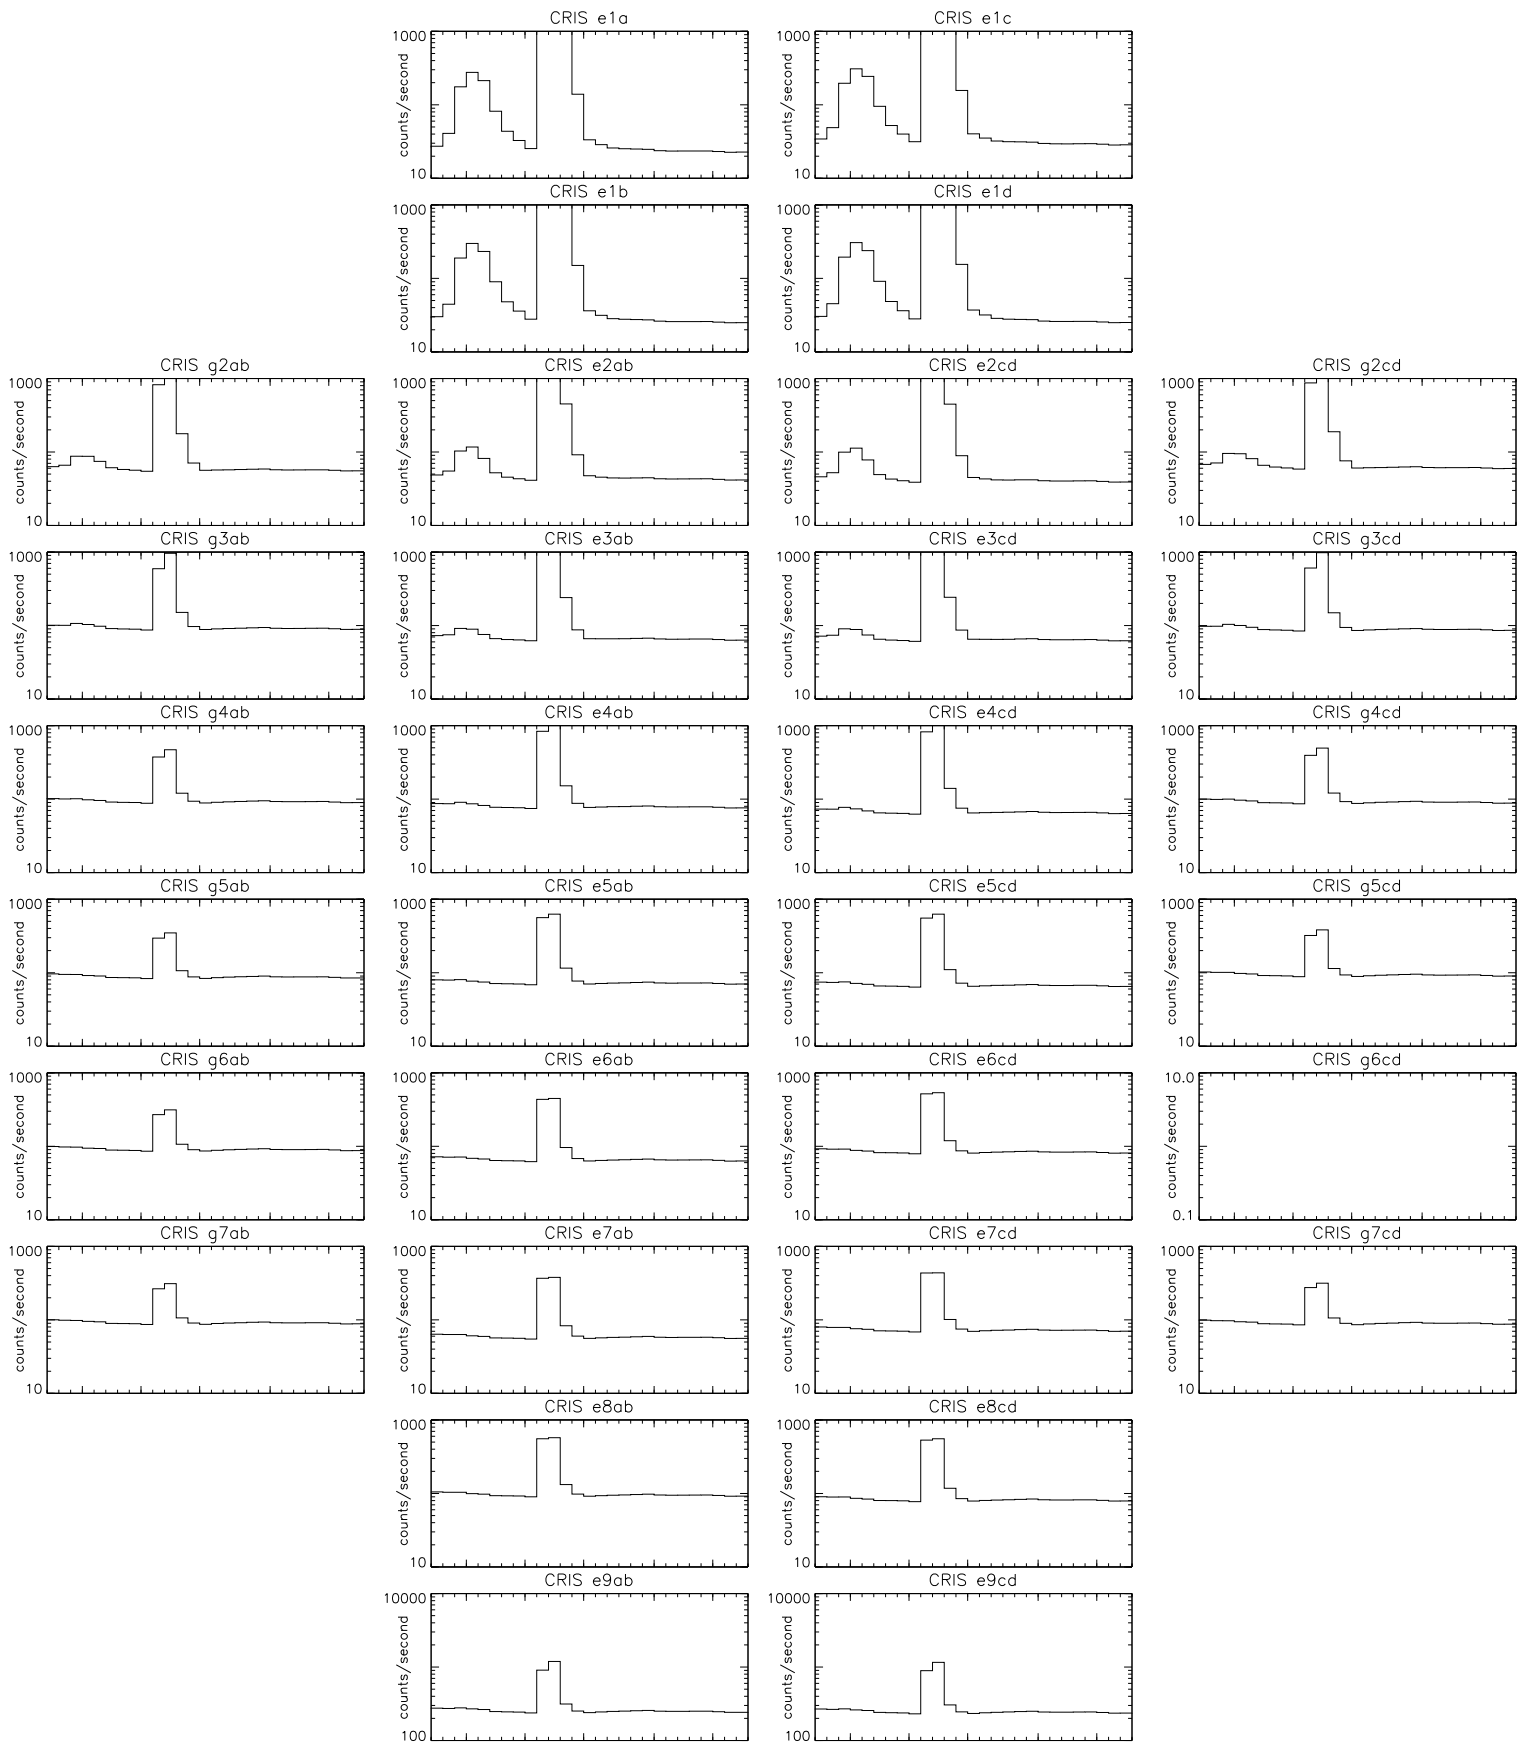 CRIS e1a
1000
counts/second
10
CRIS e1c
1000
counts/second
10
CRIS e1b
1000
counts/second
10
CRIS e1d
1000
counts/second
10
CRIS g2ab
1000
counts/second
10
CRIS e2ab
1000
counts/second
10
CRIS e2cd
1000
counts/second
10
CRIS g2cd
1000
counts/second
10
CRIS g3ab
1000
counts/second
10
CRIS e3ab
1000
counts/second
10
CRIS e3cd
1000
counts/second
10
CRIS g3cd
1000
counts/second
10
CRIS g4ab
1000
counts/second
10
CRIS e4ab
1000
counts/second
10
CRIS e4cd
1000
counts/second
10
CRIS g4cd
1000
counts/second
10
CRIS g5ab
1000
counts/second
10
CRIS e5ab
1000
counts/second
10
CRIS e5cd
1000
counts/second
10
CRIS g5cd
1000
counts/second
10
CRIS g6ab
1000
counts/second
10
CRIS e6ab
1000
counts/second
10
CRIS e6cd
1000
counts/second
10
CRIS g6cd
10.0
counts/second
0.1
CRIS g7ab
1000
counts/second
10
CRIS e7ab
1000
counts/second
10
CRIS e7cd
1000
counts/second
10
CRIS g7cd
1000
counts/second
10
CRIS e8ab
1000
counts/second
10
CRIS e8cd
1000
counts/second
10
CRIS e9ab
10000
counts/second
100
CRIS e9cd
10000
counts/second
100